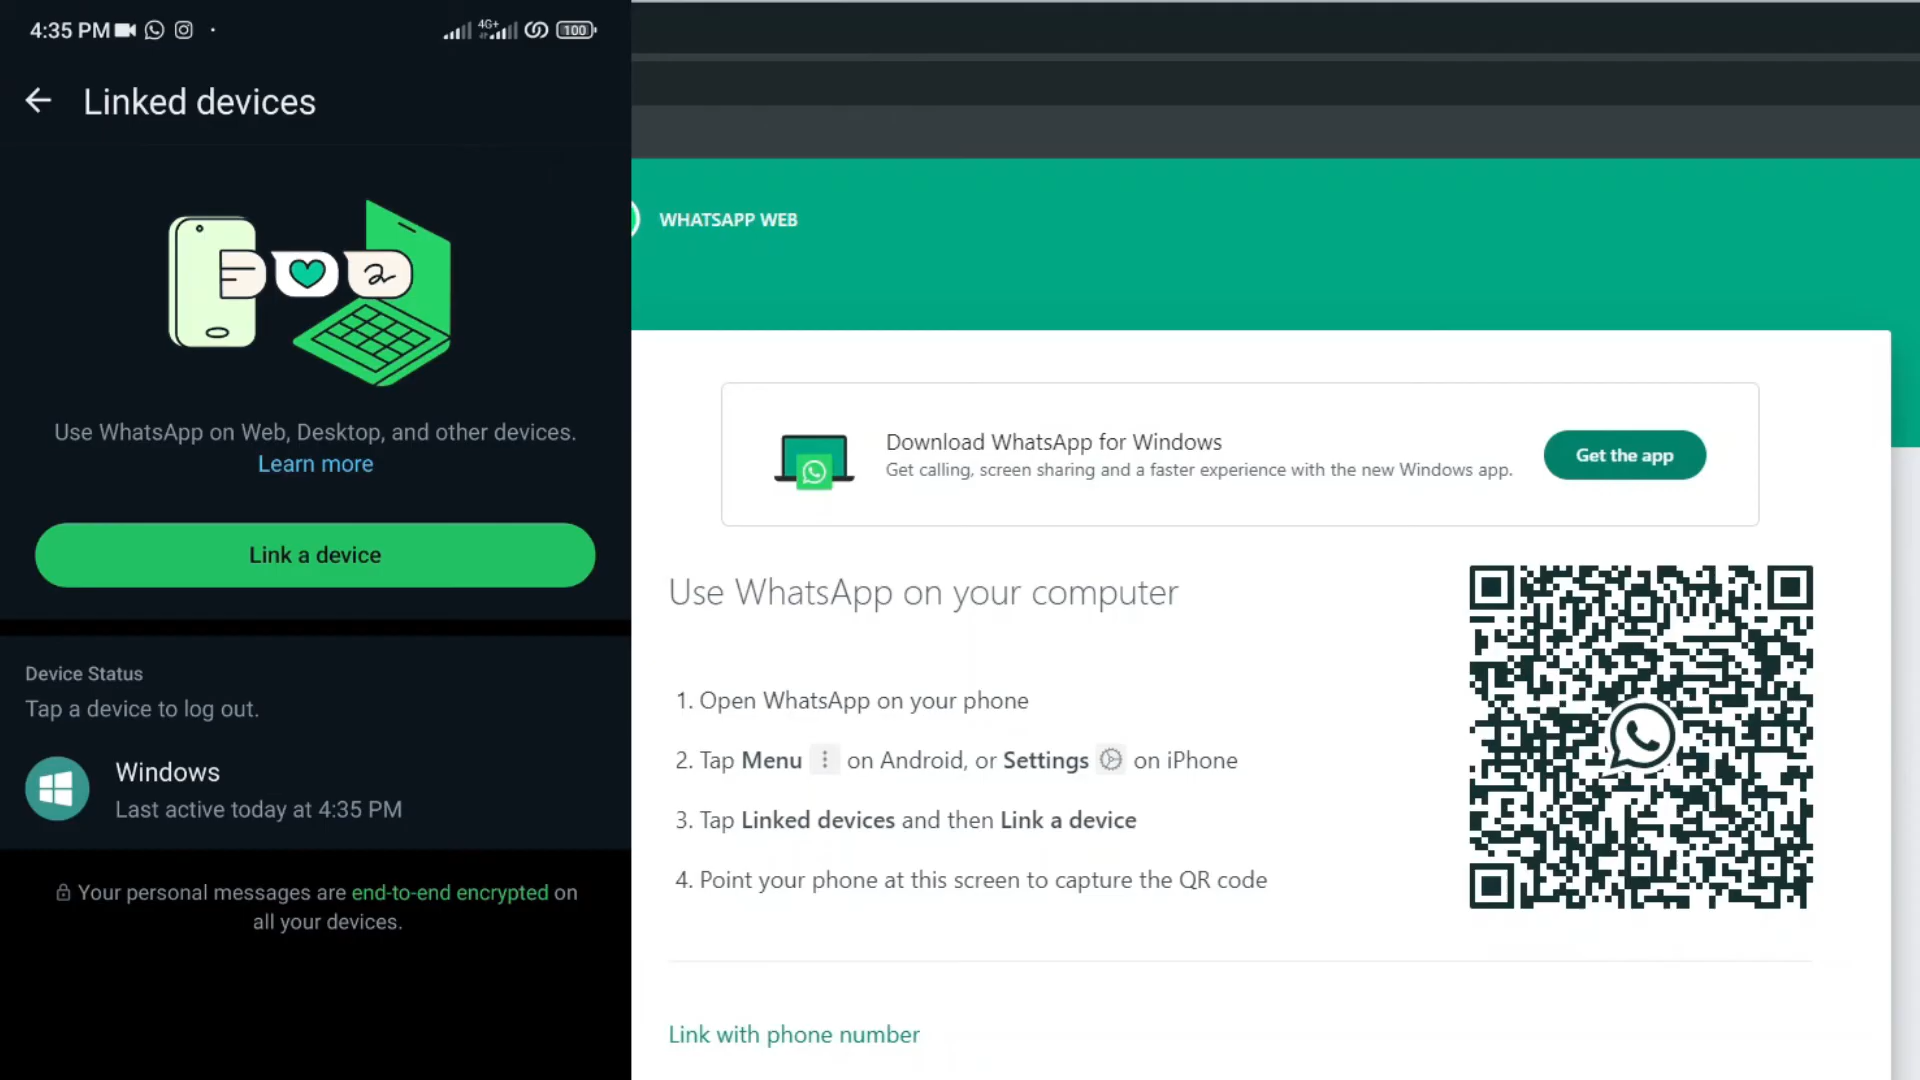 4:35 PM
4G+
100
Linked devices
Use WhatsApp on Web, Desktop, and other devices.
Learn more
Link a device
Device Status
Tap a device to log out.
Windows
Last active today at 4:35 PM
Your personal messages are end-to-end encrypted on
all your devices.
WHATSAPP WEB
Download WhatsApp for Windows
Get calling, screen sharing and a faster experience with the new Windows app.
Get the app
Use WhatsApp on your computer
1. Open WhatsApp on your phone
2. Tap Menu on Android, or Settings on iPhone
3. Tap Linked devices and then Link a device
4. Point your phone at this screen to capture the QR code
Link with phone number